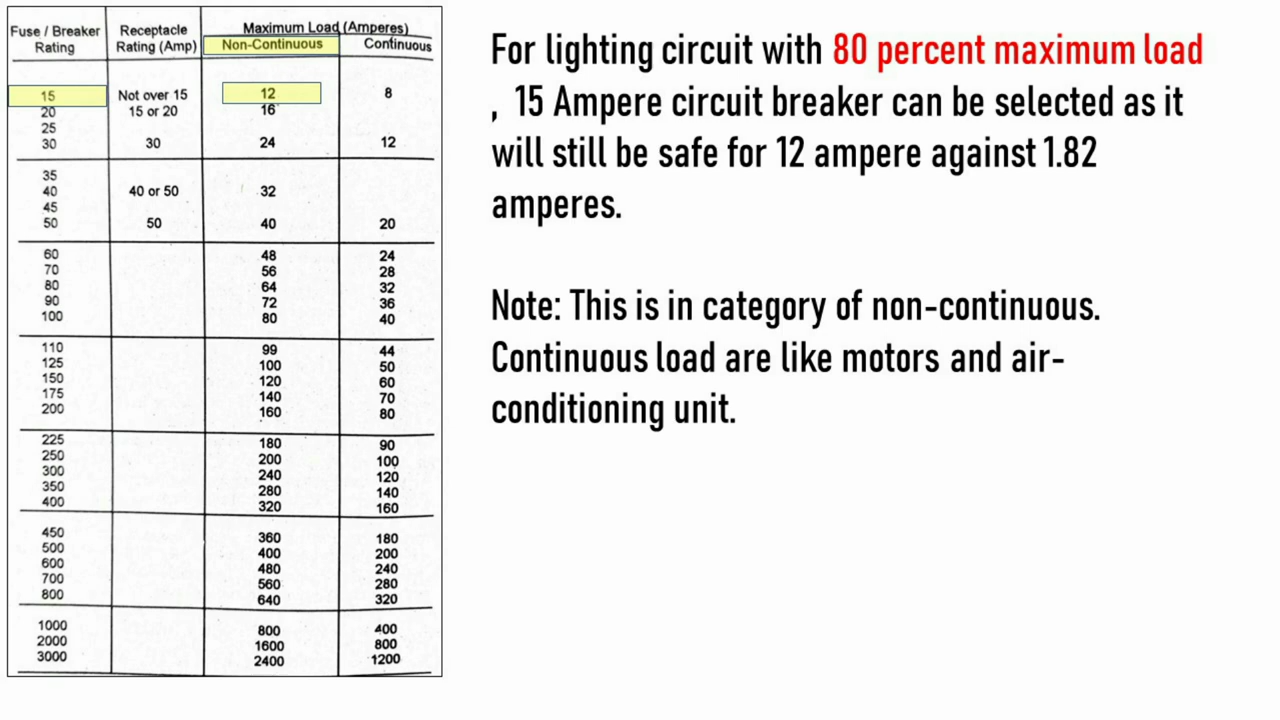 Fuse / Breaker Rating Receptacle Rating (Amp) Maximum Load (Amperes)
Non-Continuous Continuous
15 Not over 15 12 8
20 15 or 20 16
25
30 30 24 12
35
40 40 or 50 32
45
50 50 40 20
60 48 24
70 56 28
80 64 32
90 72 36
100 80 40
110 99 44
125 100 50
150 120 60
175 140 70
200 160 80
225 180 90
250 200 100
300 240 120
350 280 140
400 320 160
450 360 180
500 400 200
600 480 240
700 560 280
800 640 320
1000 800 400
2000 1600 800
3000 2400 1200
For lighting circuit with 80 percent maximum load
, 15 Ampere circuit breaker can be selected as it
will still be safe for 12 ampere against 1.82
amperes.
Note: This is in category of non-continuous.
Continuous load are like motors and air-
conditioning unit.